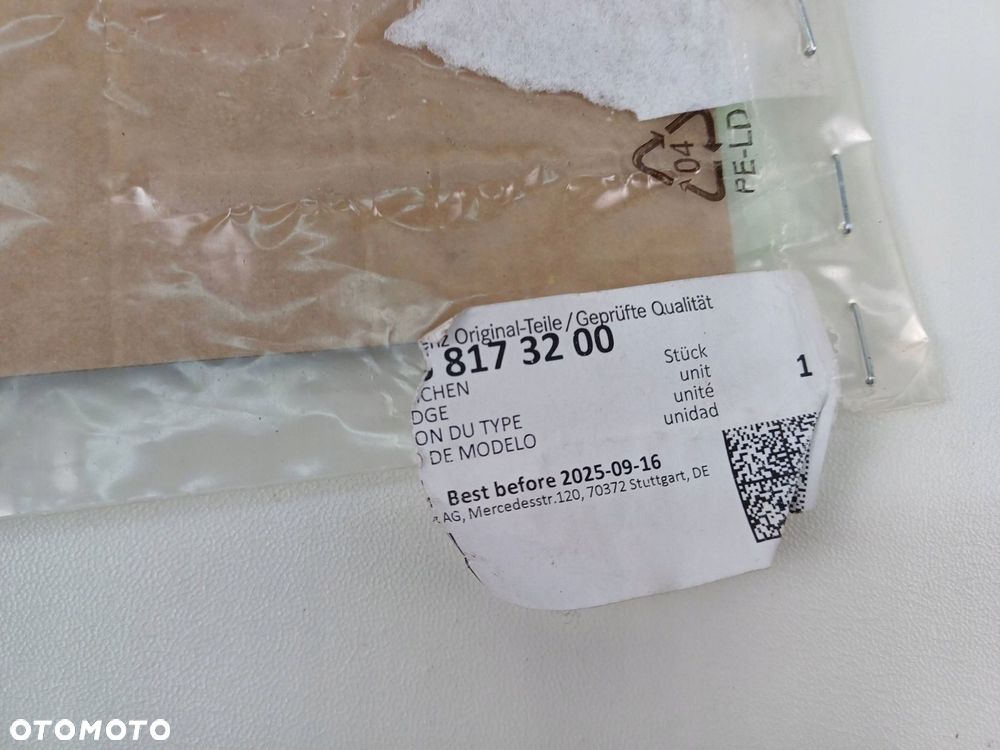 04
PE-LD
Original-Teile / Geprüfte Qualität
817 32 00
CHEN
DGE
ON DU TYPE
DE MODELO
Stück
unit
unité
unidad
1
Best before 2025-09-16
AG, Mercedesstr.120, 70372 Stuttgart, DE
OTOMOTO